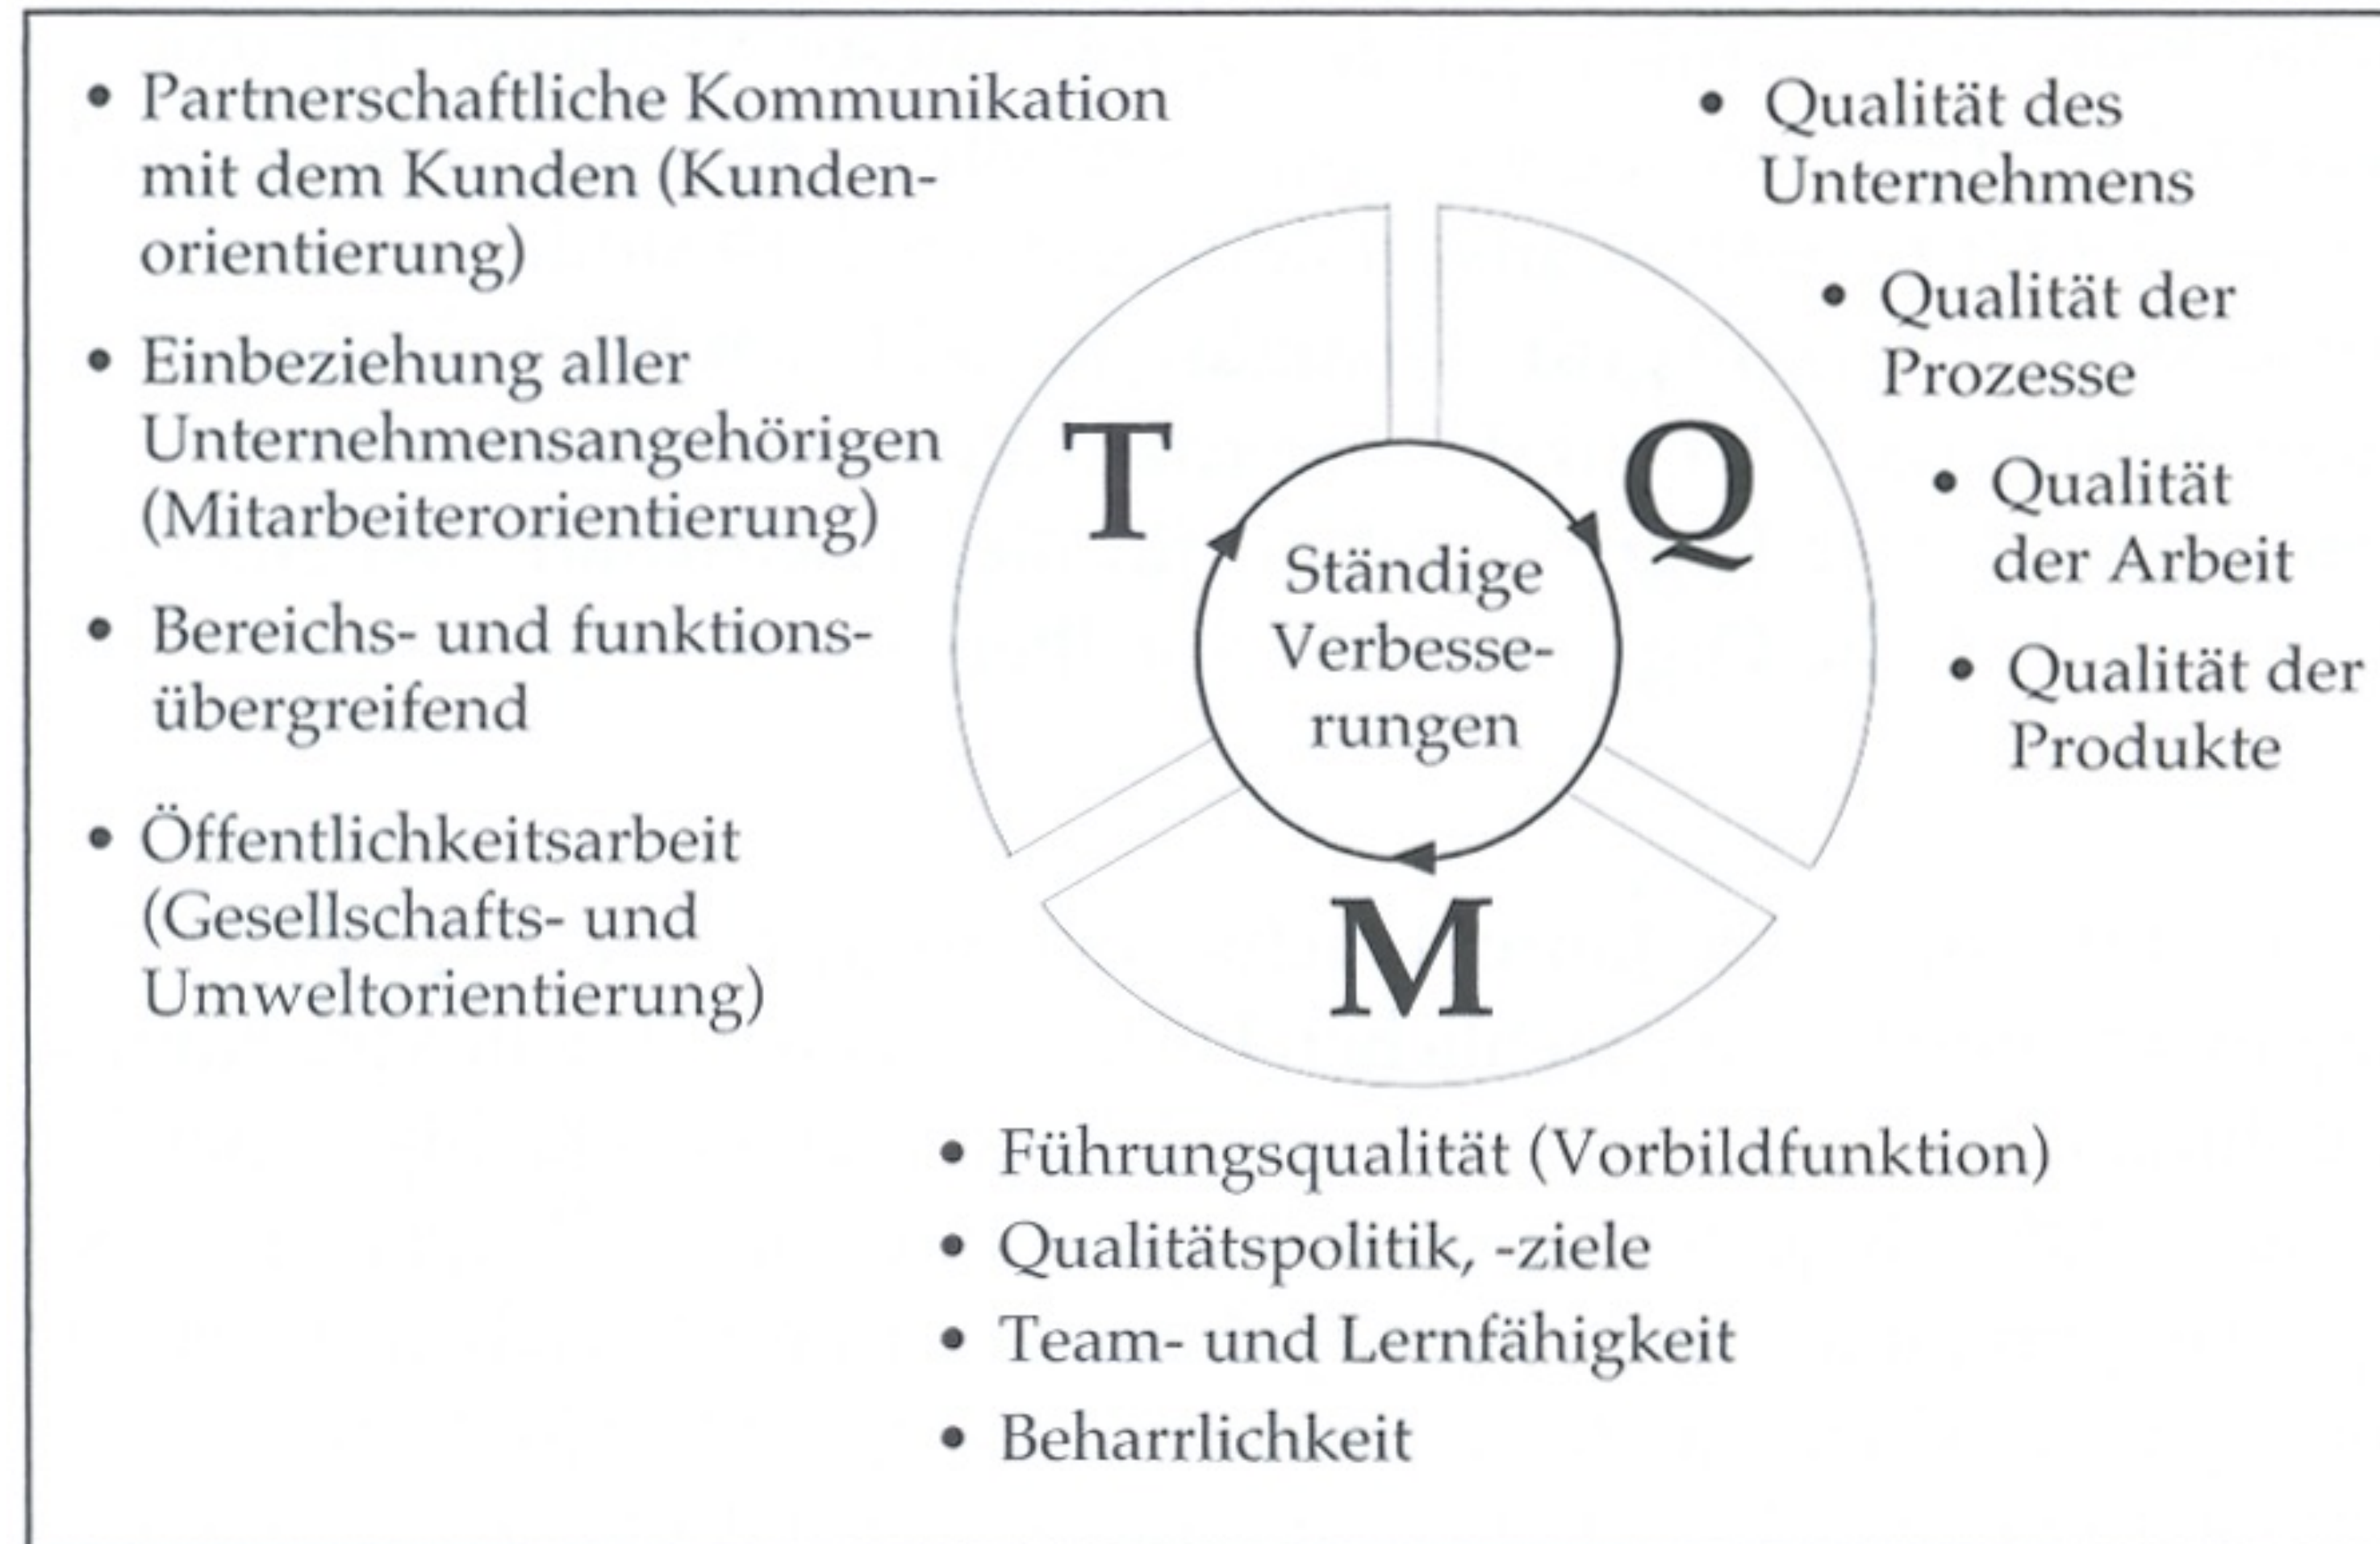 • Partnerschaftliche Kommunikation
mit dem Kunden (Kunden-
orientierung)
• Einbeziehung aller
Unternehmensangehörigen
(Mitarbeiterorientierung)
• Bereichs- und funktions-
übergreifend
• Öffentlichkeitsarbeit
(Gesellschafts- und
Umweltorientierung)
T
Q
M
Ständige
Verbesse-
rungen
• Qualität des
Unternehmens
• Qualität der
Prozesse
• Qualität
der Arbeit
• Qualität der
Produkte
• Führungsqualität (Vorbildfunktion)
• Qualitätspolitik, -ziele
• Team- und Lernfähigkeit
• Beharrlichkeit